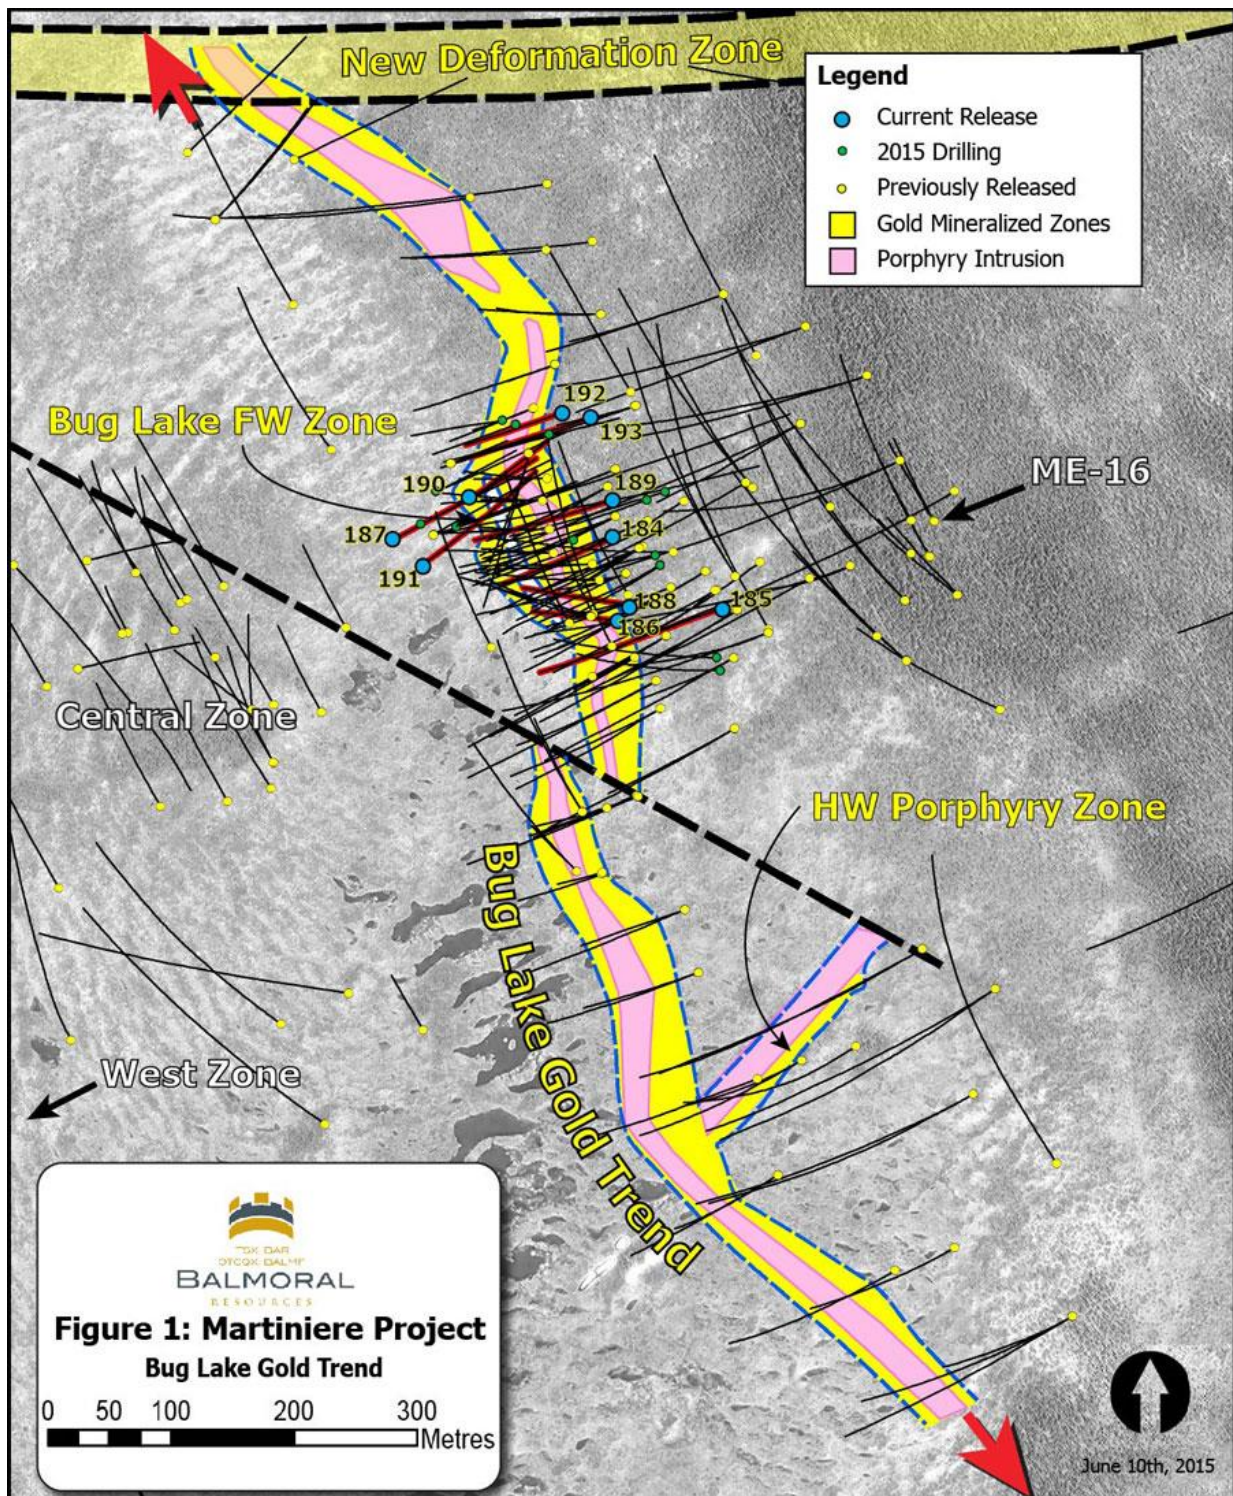 New Deformation Zone
Legend
Current Release
2015 Drilling
Previously Released
Gold Mineralized Zones
Porphyry Intrusion
192
193
Bug Lake FW Zone
ME-16
190
189
187
184
191
188
185
186
Central Zone
HW Porphyry Zone
Bug Lake Gold Trend
West Zone
BALMORAL
RESOURCES
Figure 1: Martiniere Project
Bug Lake Gold Trend
0 50 100 200 300
Metres
June 10th, 2015